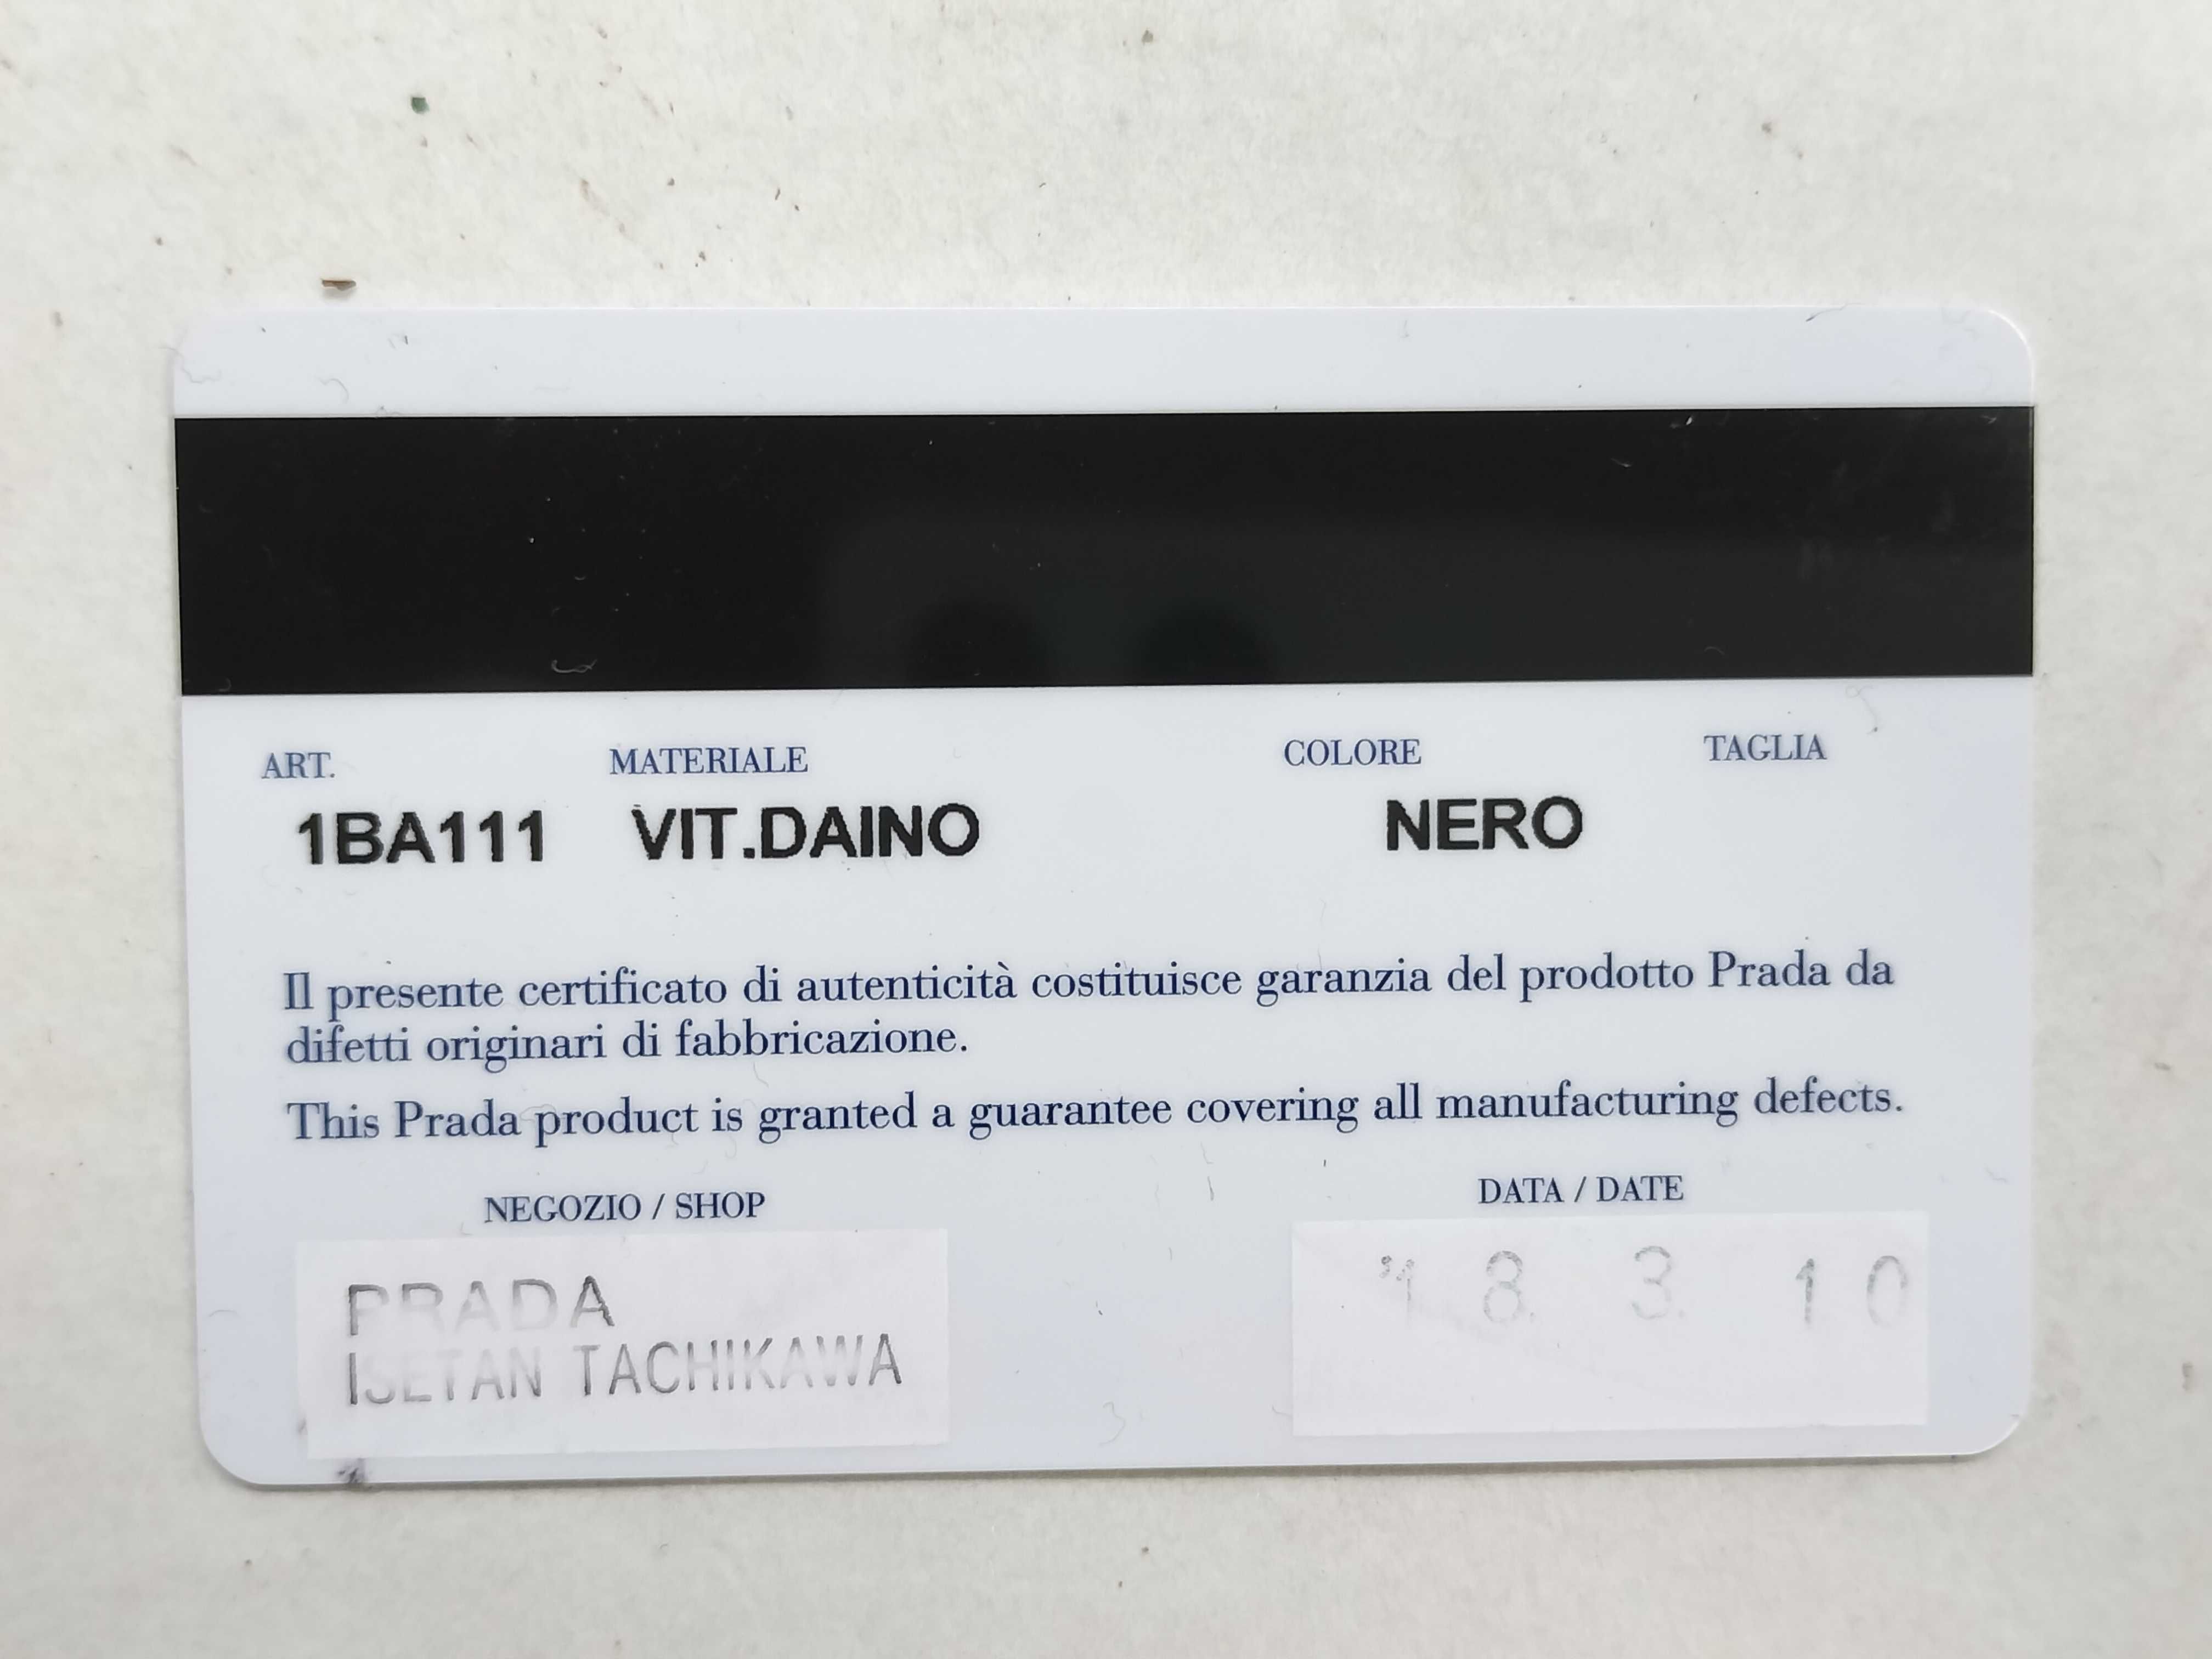 ART. MATERIALE COLORE TAGLIA
1BA111 VIT.DAINO NERO
Il presente certificato di autenticità costituisce garanzia del prodotto Prada da
difetti originari di fabbricazione.
This Prada product is granted a guarantee covering all manufacturing defects.
NEGOZIO / SHOP DATA / DATE
PRADA '18. 3. 10
ISETAN TACHIKAWA